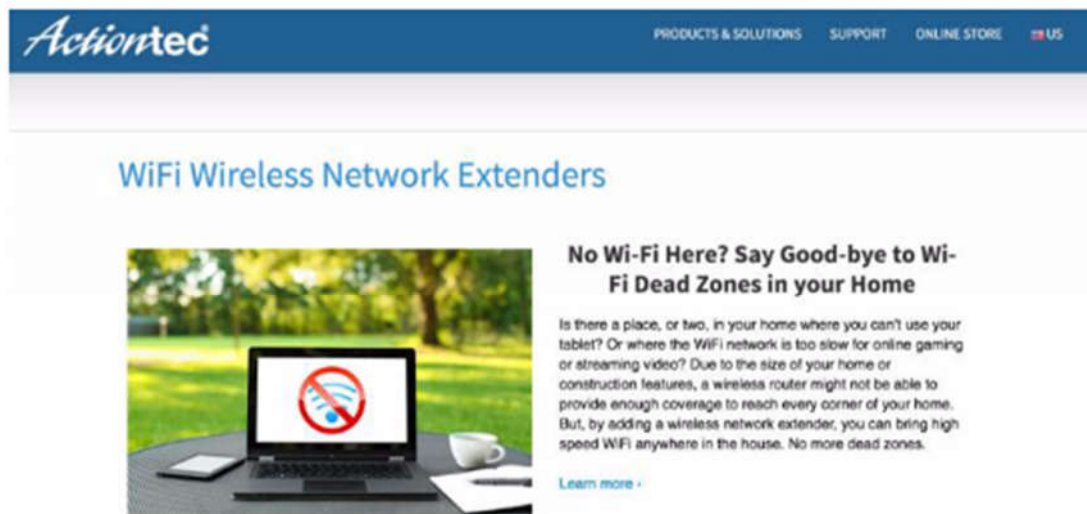 Actiontec®
PRODUCTS & SOLUTIONS SUPPORT ONLINE STORE US
WiFi Wireless Network Extenders
No Wi-Fi Here? Say Good-bye to Wi-
Fi Dead Zones in your Home
Is there a place, or two, in your home where you can't use your
tablet? Or where the WiFi network is too slow for online gaming
or streaming video? Due to the size of your home or
construction features, a wireless router might not be able to
provide enough coverage to reach every corner of your home.
But, by adding a wireless network extender, you can bring high
speed WiFi anywhere in the house. No more dead zones.
Learn more ›